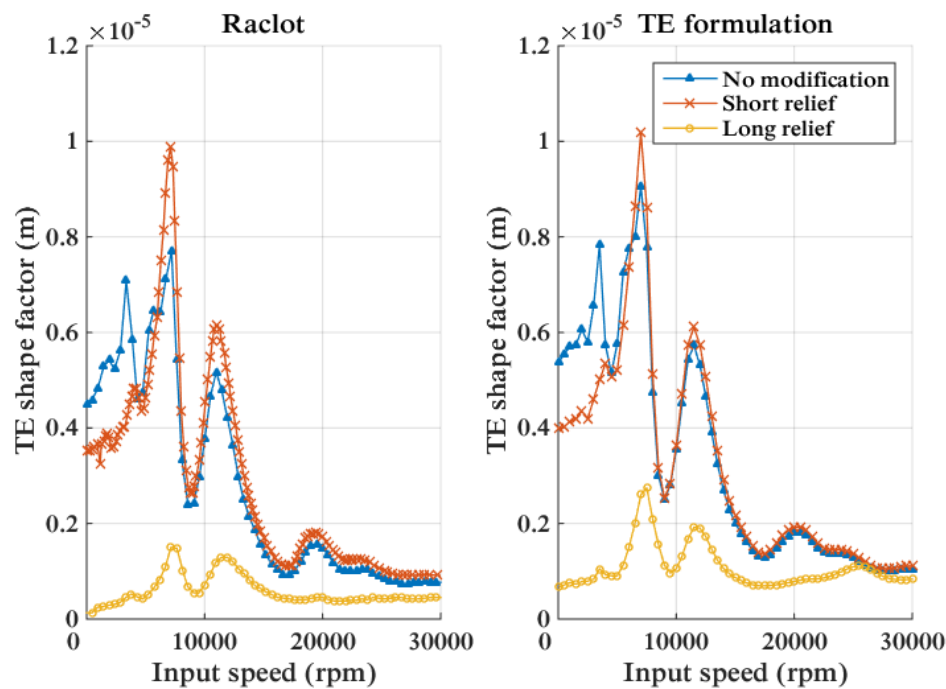 ×10⁻⁵
Raclot
1.2
1
0.8
0.6
0.4
0.2
0
TE shape factor (m)
0
10000
20000
30000
Input speed (rpm)
×10⁻⁵
TE formulation
1.2
1
0.8
0.6
0.4
0.2
0
TE shape factor (m)
No modification
Short relief
Long relief
0
10000
20000
30000
Input speed (rpm)